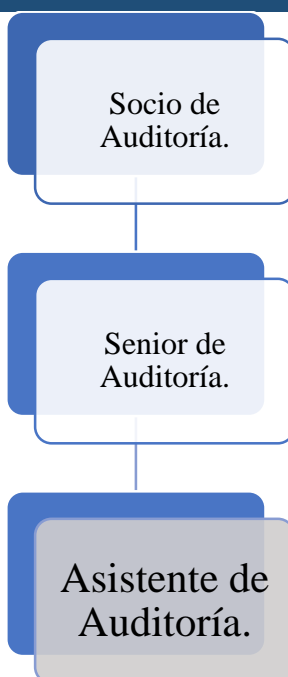 Socio de
Auditoría.
Senior de
Auditoría.
Asistente de
Auditoría.